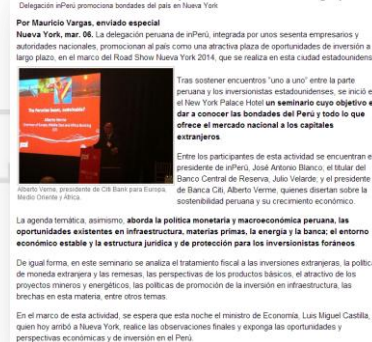 Delegación inPerú promociona bondades del país en Nueva York
Por Mauricio Vargas, enviado especial
Nueva York, mar. 06. La delegación peruana de inPerú, integrada por unos sesenta empresarios y
autoridades nacionales, promocionan al país como una atractiva plaza de oportunidades de inversión a
largo plazo, en el marco del Road Show Nueva York 2014, que se realiza en esta ciudad estadounidens
Tras sostener encuentros "uno a uno" entre la parte
peruana y los inversionistas estadounidenses, se inició e
el New York Palace Hotel un seminario cuyo objetivo e
dar a conocer las bondades del Perú y todo lo que
ofrece el mercado nacional a los capitales
extranjeros.
Entre los participantes de esta actividad se encuentran e
presidente de inPerú, José Antonio Blanco; el titular del
Banco Central de Reserva, Julio Velarde; y el presidente
de Banca Citi, Alberto Verme, quienes disertan sobre la
sostenibilidad peruana y su crecimiento económico.
Alberto Verme, presidente de Citi Bank para Europa,
Medio Oriente y África.
La agenda temática, asimismo, aborda la política monetaria y macroeconómica peruana, las
oportunidades existentes en infraestructura, materias primas, la energía y la banca; el entorno
económico estable y la estructura jurídica y de protección para los inversionistas foráneos
De igual forma, en este seminario se analiza el tratamiento fiscal a las inversiones extranjeras, la polític
de moneda extranjera y las remesas, las perspectivas de los productos básicos, el atractivo de los
proyectos mineros y energéticos, las políticas de promoción de la inversión en infraestructura, las
brechas en esta materia, entre otros temas.
En el marco de esta actividad, se espera que esta noche el ministro de Economía, Luis Miguel Castilla,
quien hoy arribó a Nueva York, realice las observaciones finales y exponga las oportunidades y
perspectivas económicas y de inversión en el Perú.